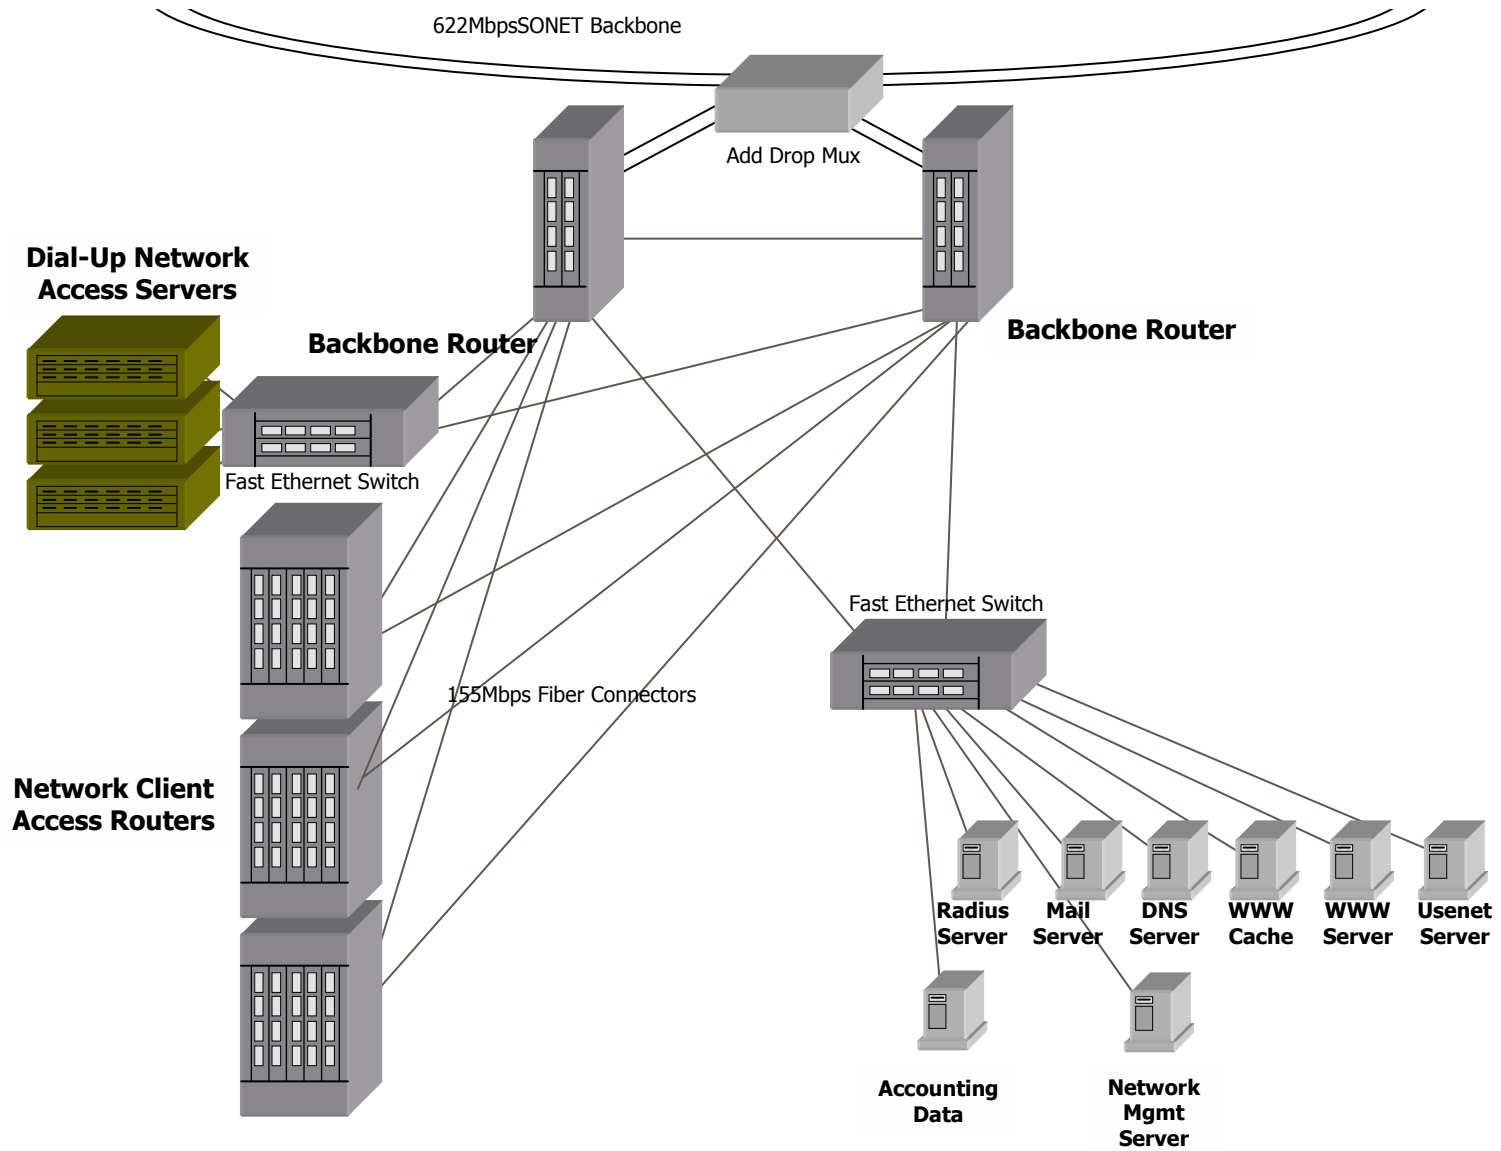 622MbpsSONET Backbone
Add Drop Mux
Dial-Up Network
Access Servers
Backbone Router
Backbone Router
Fast Ethernet Switch
Fast Ethernet Switch
155Mbps Fiber Connectors
Network Client
Access Routers
Radius
Server
Mail
Server
DNS
Server
WWW
Cache
WWW
Server
Usenet
Server
Accounting
Data
Network
Mgmt
Server